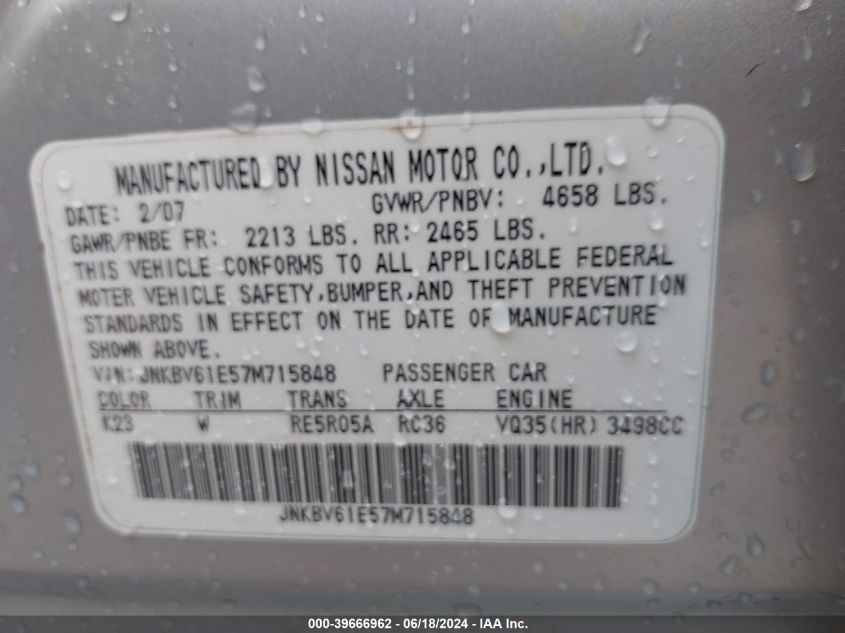 MANUFACTURED BY NISSAN MOTOR CO.,LTD.
DATE: 2/07 GVWR/PNBV: 4658 LBS.
GAWR/PNBE FR: 2213 LBS. RR: 2465 LBS.
THIS VEHICLE CONFORMS TO ALL APPLICABLE FEDERAL
MOTER VEHICLE SAFETY,BUMPER,AND THEFT PREVENTION
STANDARDS IN EFFECT ON THE DATE OF MANUFACTURE
SHOWN ABOVE.
VIN:JNKBV61E57M715848 PASSENGER CAR
COLOR TRIM TRANS AXLE ENGINE
K23 W RE5R05A RC36 VQ35(HR) 3498CC
JNKBV61E57M715848
000-39666962 - 06/18/2024 - IAA Inc.